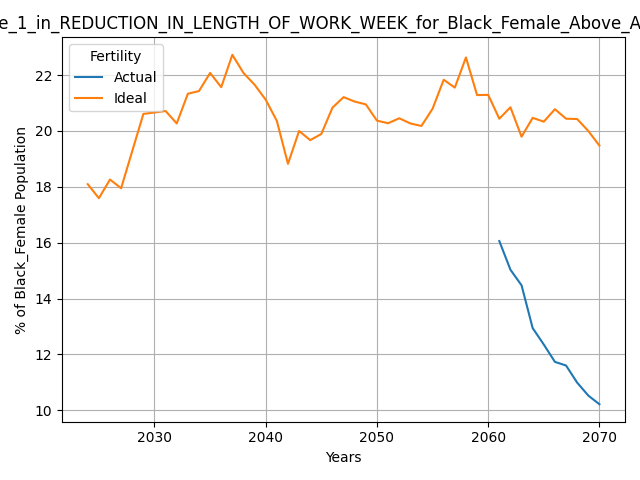 e_1_in_REDUCTION_IN_LENGTH_OF_WORK_WEEK_for_Black_Female_Above_A
Fertility
Actual
Ideal
% of Black_Female Population
22
20
18
16
14
12
10
2030 2040 2050 2060 2070
Years